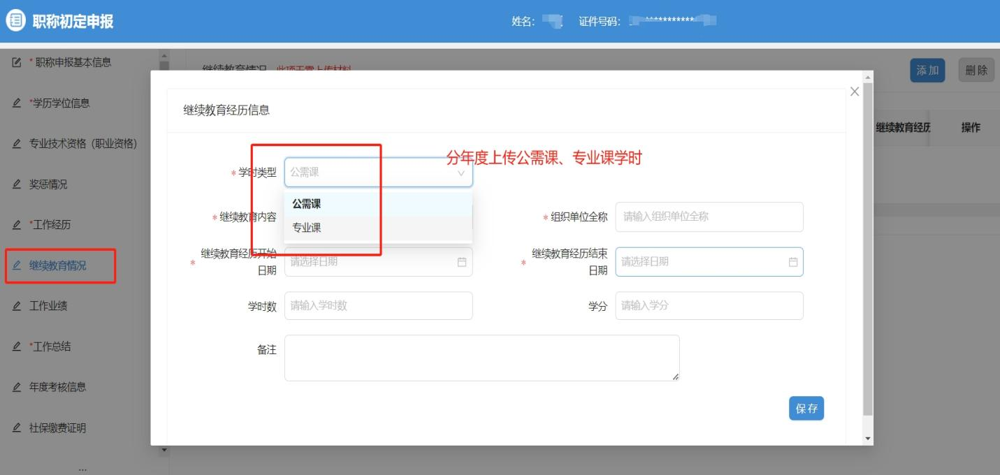 职称初定申报
姓名:
证件号码: ************
* 职称申报基本信息
*学历学位信息
专业技术资格（职业资格）
奖惩情况
*工作经历
继续教育情况
工作业绩
*工作总结
年度考核信息
社保缴费证明
...
继续教育情况 此项无需上传材料
添加
删除
继续教育经历
操作
继续教育经历信息
分年度上传公需课、专业课学时
* 学时类型 公需课
公需课
专业课
* 继续教育内容
* 组织单位全称 请输入组织单位全称
* 继续教育经历开始日期 请选择日期
* 继续教育经历结束日期 请选择日期
学时数 请输入学时数
学分 请输入学分
备注
保存